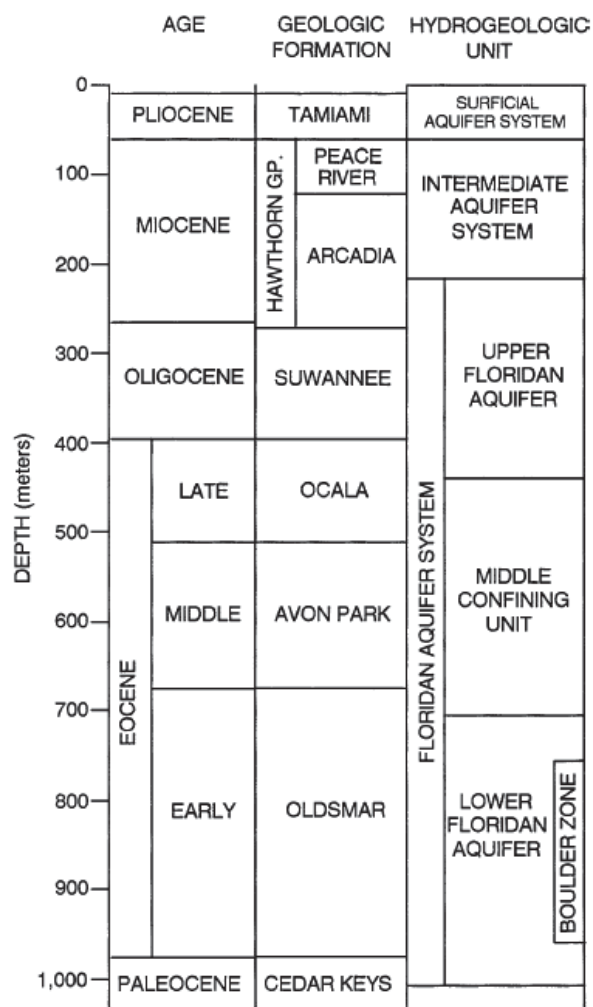 AGE
GEOLOGIC
FORMATION
HYDROGEOLOGIC
UNIT
DEPTH (meters)
0
100
200
300
400
500
600
700
800
900
1,000
PLIOCENE
MIOCENE
OLIGOCENE
EOCENE
LATE
MIDDLE
EARLY
PALEOCENE
TAMIAMI
HAWTHORN GP.
PEACE
RIVER
ARCADIA
SUWANNEE
OCALA
AVON PARK
OLDSMAR
CEDAR KEYS
SURFICIAL
AQUIFER SYSTEM
INTERMEDIATE
AQUIFER
SYSTEM
FLORIDAN AQUIFER SYSTEM
UPPER
FLORIDAN
AQUIFER
MIDDLE
CONFINING
UNIT
LOWER
FLORIDAN
AQUIFER
BOULDER ZONE